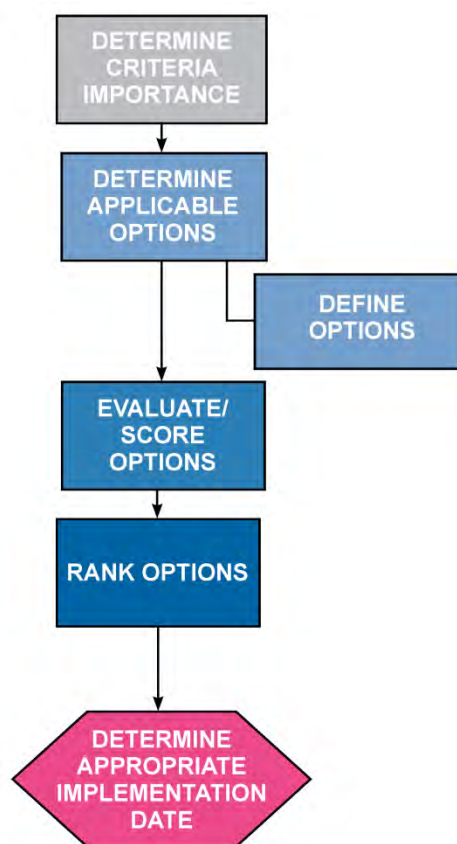 DETERMINE
CRITERIA
IMPORTANCE
DETERMINE
APPLICABLE
OPTIONS
DEFINE
OPTIONS
EVALUATE/
SCORE
OPTIONS
RANK OPTIONS
DETERMINE
APPROPRIATE
IMPLEMENTATION
DATE